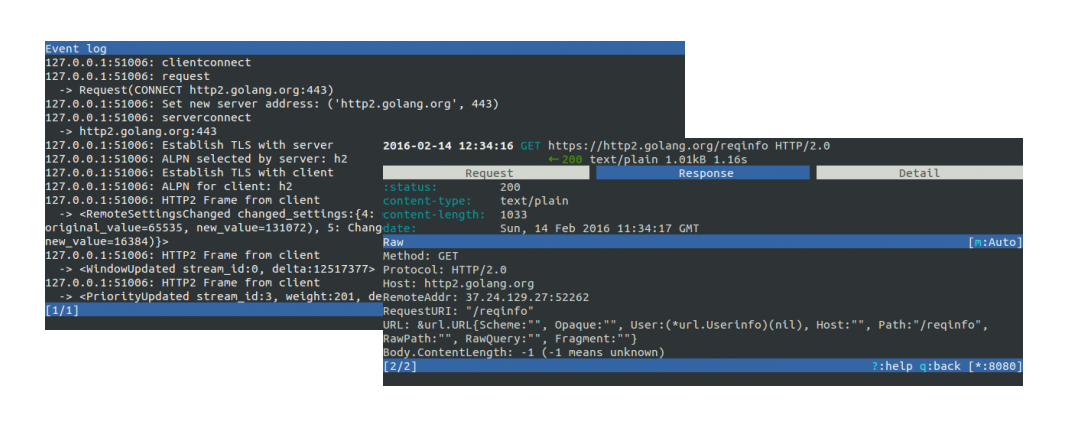 Event log
127.0.0.1:51006: clientconnect
127.0.0.1:51006: request
-> Request(CONNECT http2.golang.org:443)
127.0.0.1:51006: Set new server address: ('http2.golang.org', 443)
127.0.0.1:51006: serverconnect
-> http2.golang.org:443
127.0.0.1:51006: Establish TLS with server
127.0.0.1:51006: ALPN selected by server: h2
127.0.0.1:51006: Establish TLS with client
127.0.0.1:51006: ALPN for client: h2
127.0.0.1:51006: HTTP2 Frame from client
-> <RemoteSettingsChanged changed_settings:{4:
original_value=65535, new_value=131072), 5: Chang
new_value=16384)}>
127.0.0.1:51006: HTTP2 Frame from client
-> <WindowUpdated stream_id:0, delta:12517377>
127.0.0.1:51006: HTTP2 Frame from client
-> <PriorityUpdated stream_id:3, weight:201, de
[1/1]
2016-02-14 12:34:16 GET https://http2.golang.org/reqinfo HTTP/2.0
← 200 text/plain 1.01kB 1.16s
Request Response Detail
:status: 200
content-type: text/plain
content-length: 1033
date: Sun, 14 Feb 2016 11:34:17 GMT
Raw [m:Auto]
Method: GET
Protocol: HTTP/2.0
Host: http2.golang.org
RemoteAddr: 37.24.129.27:52262
RequestURI: "/reqinfo"
URL: &url.URL{Scheme:"", Opaque:"", User:(*url.Userinfo)(nil), Host:"", Path:"/reqinfo",
RawPath:"", RawQuery:"", Fragment:""}
Body.ContentLength: -1 (-1 means unknown)
[2/2] ?:help q:back [*:8080]